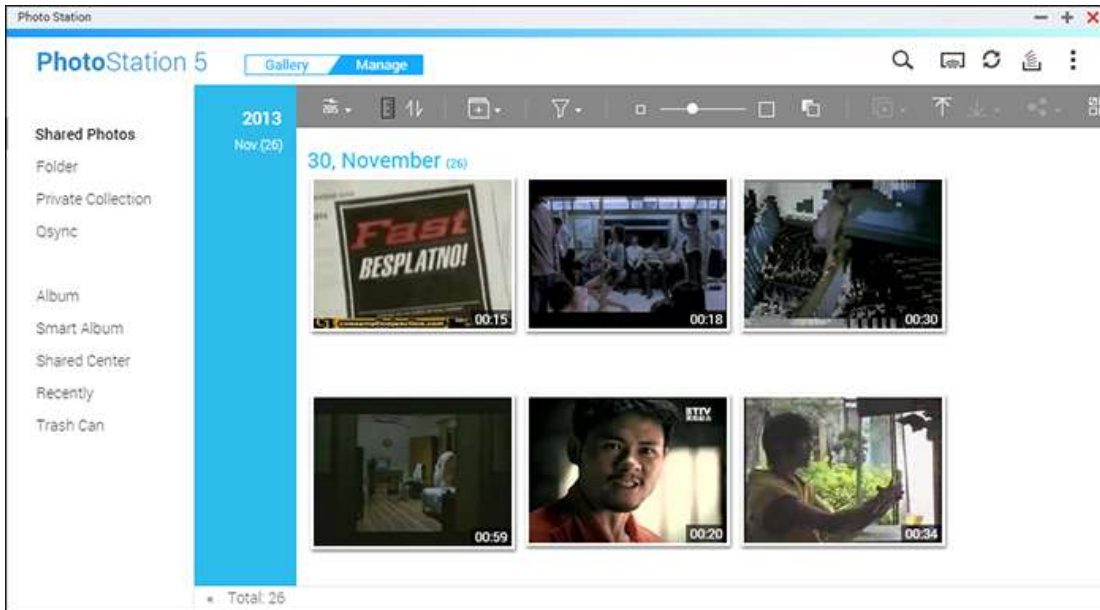 Photo Station
PhotoStation 5
Gallery
Manage
2013
Nov.(26)
Shared Photos
Folder
Private Collection
Qsync
Album
Smart Album
Shared Center
Recently
Trash Can
30, November (26)
Fast
BESPLATNO!
00:15
00:18
00:30
00:59
00:20
00:34
« Total: 26